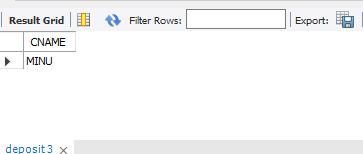 Result Grid Filter Rows: Export:
CNAME
MINU
deposit3